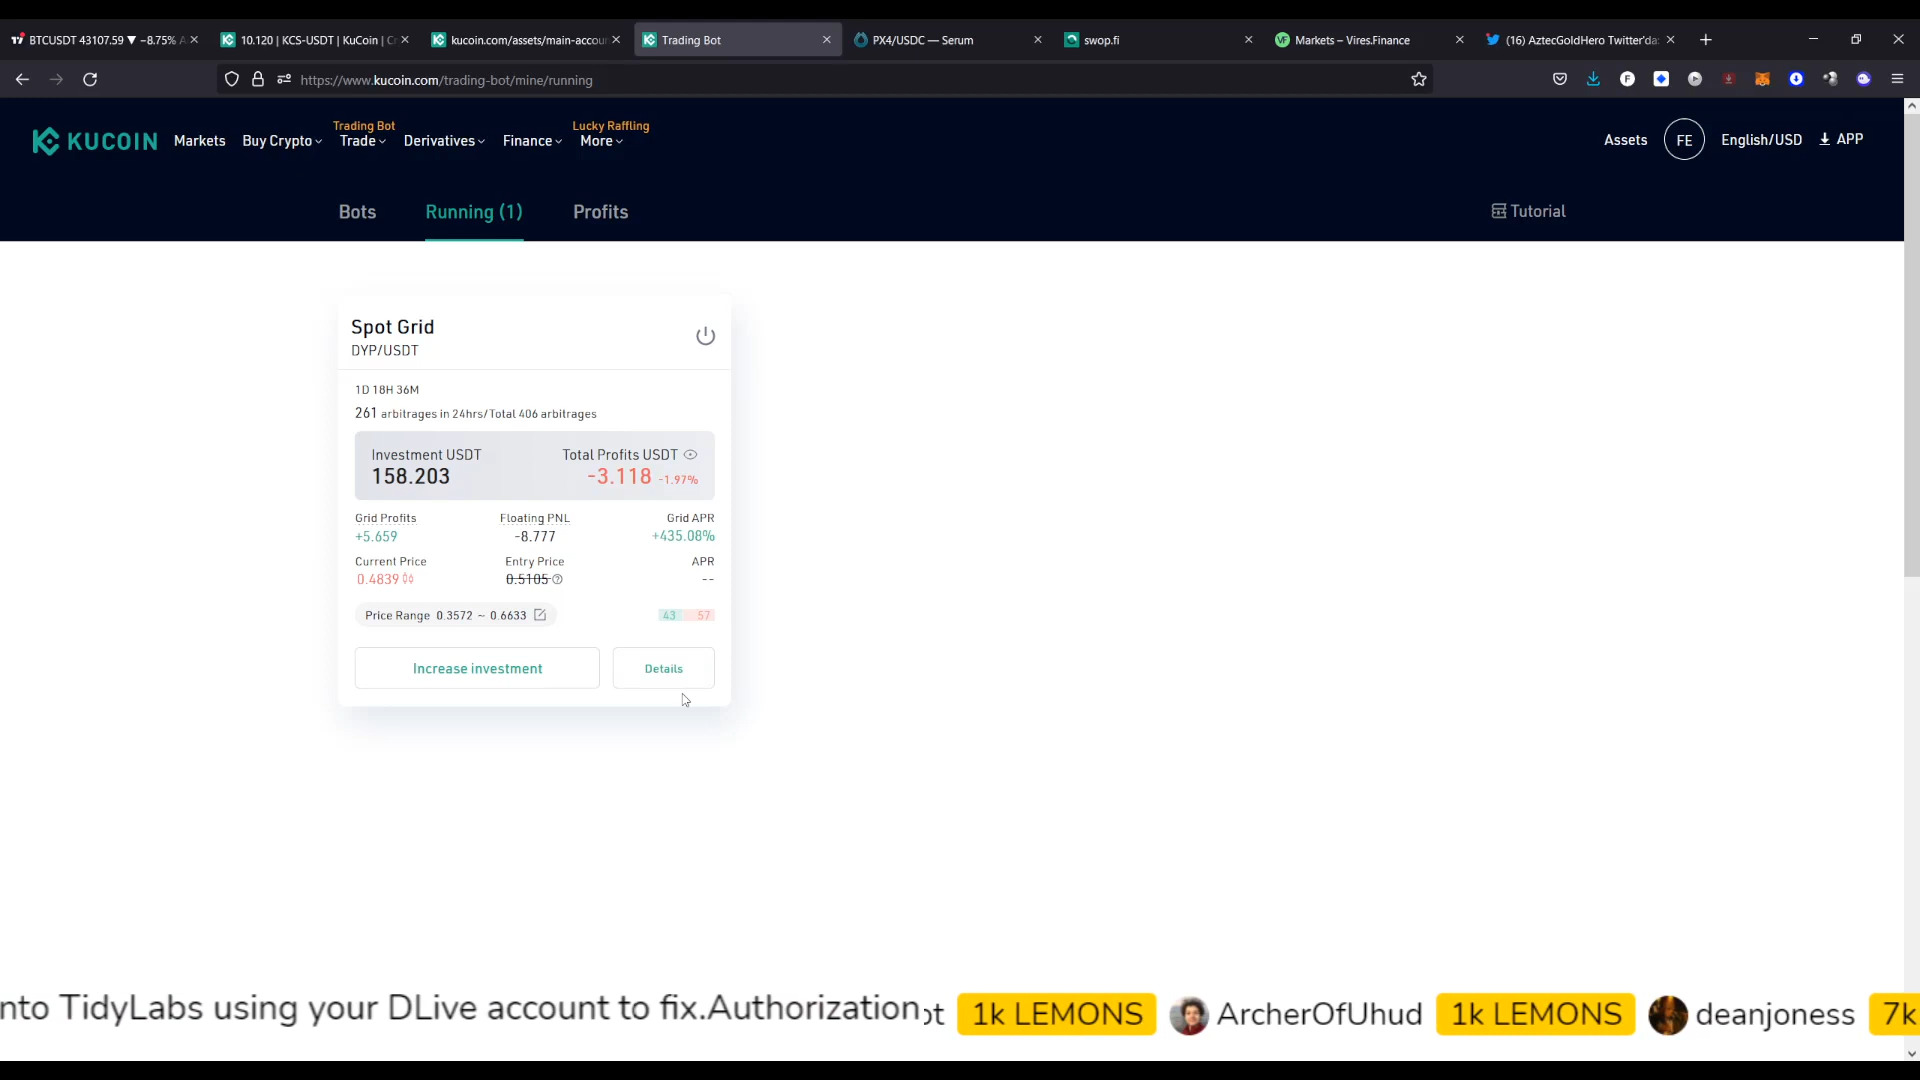 BTCUSDT 43107.59 ▼ −8.75%
10.120 | KCS-USDT | KuCoin | C
kucoin.com/assets/main-accou
Trading Bot
PX4/USDC — Serum
swop.fi
Markets – Vires.Finance
(16) AztecGoldHero Twitter'da:
https://www.kucoin.com/trading-bot/mine/running
KUCOIN
Markets
Buy Crypto
Trading Bot
Trade
Derivatives
Finance
Lucky Raffling
More
Assets
FE
English/USD
APP
Bots
Running (1)
Profits
Tutorial
Spot Grid
DYP/USDT
1D 18H 36M
261 arbitrages in 24hrs/Total 406 arbitrages
Investment USDT
Total Profits USDT
158.203
-3.118 -1.97%
Grid Profits
Floating PNL
Grid APR
+5.659
-8.777
+435.08%
Current Price
Entry Price
APR
0.4839
0.5105
--
Price Range 0.3572 ~ 0.6633
43 57
Increase investment
Details
nto TidyLabs using your DLive account to fix.Authorization
ot 1k LEMONS ArcherOfUhud 1k LEMONS deanjoness 7k